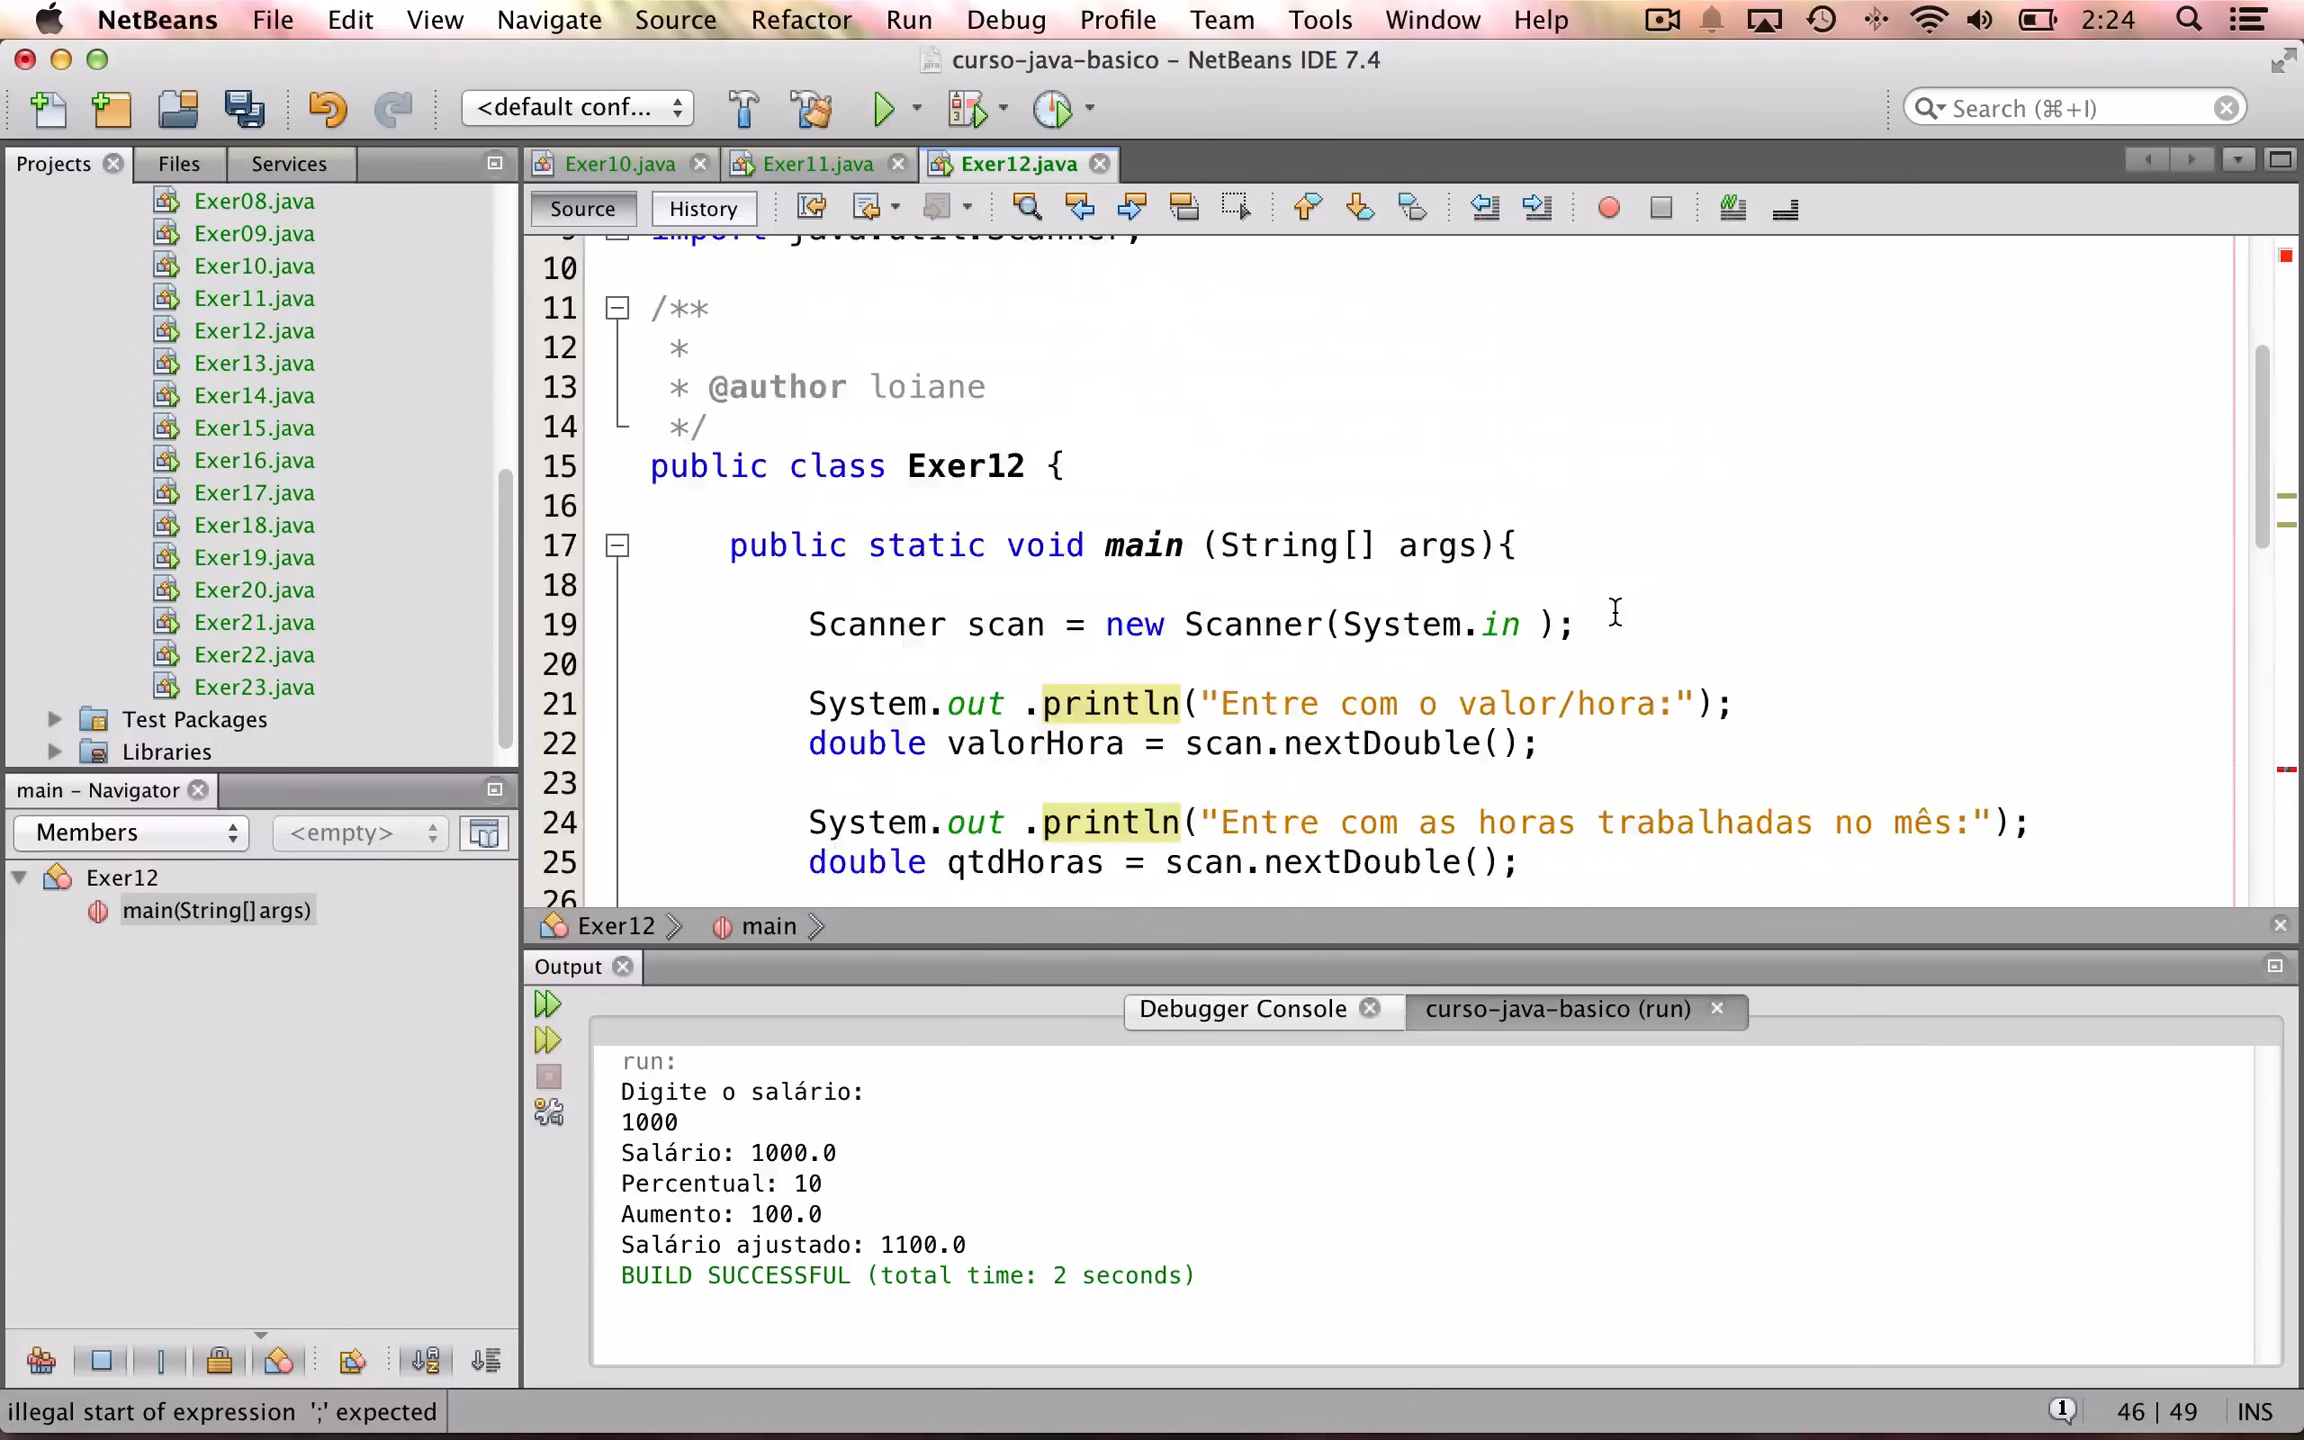 NetBeans File Edit View Navigate Source Refactor Run Debug Profile Team Tools Window Help 2:24
curso-java-basico – NetBeans IDE 7.4
<default conf... Search (⌘+I)
Projects Files Services
Exer10.java Exer11.java Exer12.java
Source History
Exer08.java
Exer09.java
Exer10.java
Exer11.java
Exer12.java
Exer13.java
Exer14.java
Exer15.java
Exer16.java
Exer17.java
Exer18.java
Exer19.java
Exer20.java
Exer21.java
Exer22.java
Exer23.java
Test Packages
Libraries
9 import java.util.Scanner;
10
11 /**
12 *
13 * @author loiane
14 */
15 public class Exer12 {
16
17 public static void main (String[] args){
18
19 Scanner scan = new Scanner(System.in );
20
21 System.out .println("Entre com o valor/hora:");
22 double valorHora = scan.nextDouble();
23
24 System.out .println("Entre com as horas trabalhadas no mês:");
25 double qtdHoras = scan.nextDouble();
26
Exer12 main
main – Navigator
Members <empty>
Exer12
main(String[] args)
Output
Debugger Console curso-java-basico (run)
run:
Digite o salário:
1000
Salário: 1000.0
Percentual: 10
Aumento: 100.0
Salário ajustado: 1100.0
BUILD SUCCESSFUL (total time: 2 seconds)
illegal start of expression ';' expected 1 46 | 49 INS